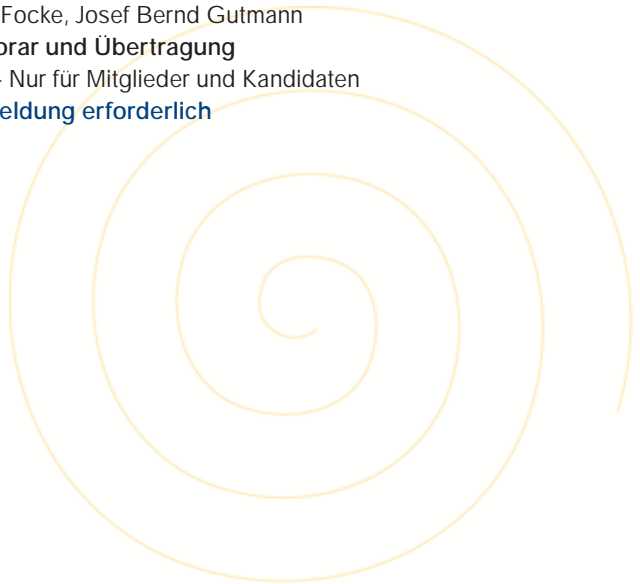 Focke, Josef Bernd Gutmann
orar und Übertragung
- Nur für Mitglieder und Kandidaten
eldung erforderlich